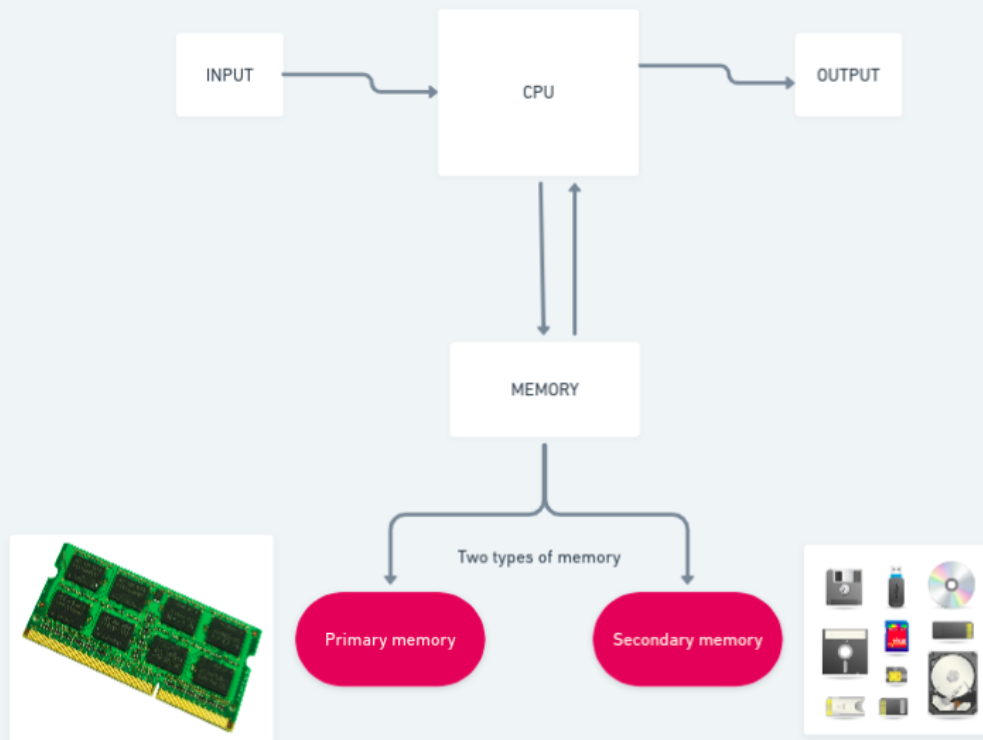 INPUT
CPU
OUTPUT
MEMORY
Two types of memory
Primary memory
Secondary memory